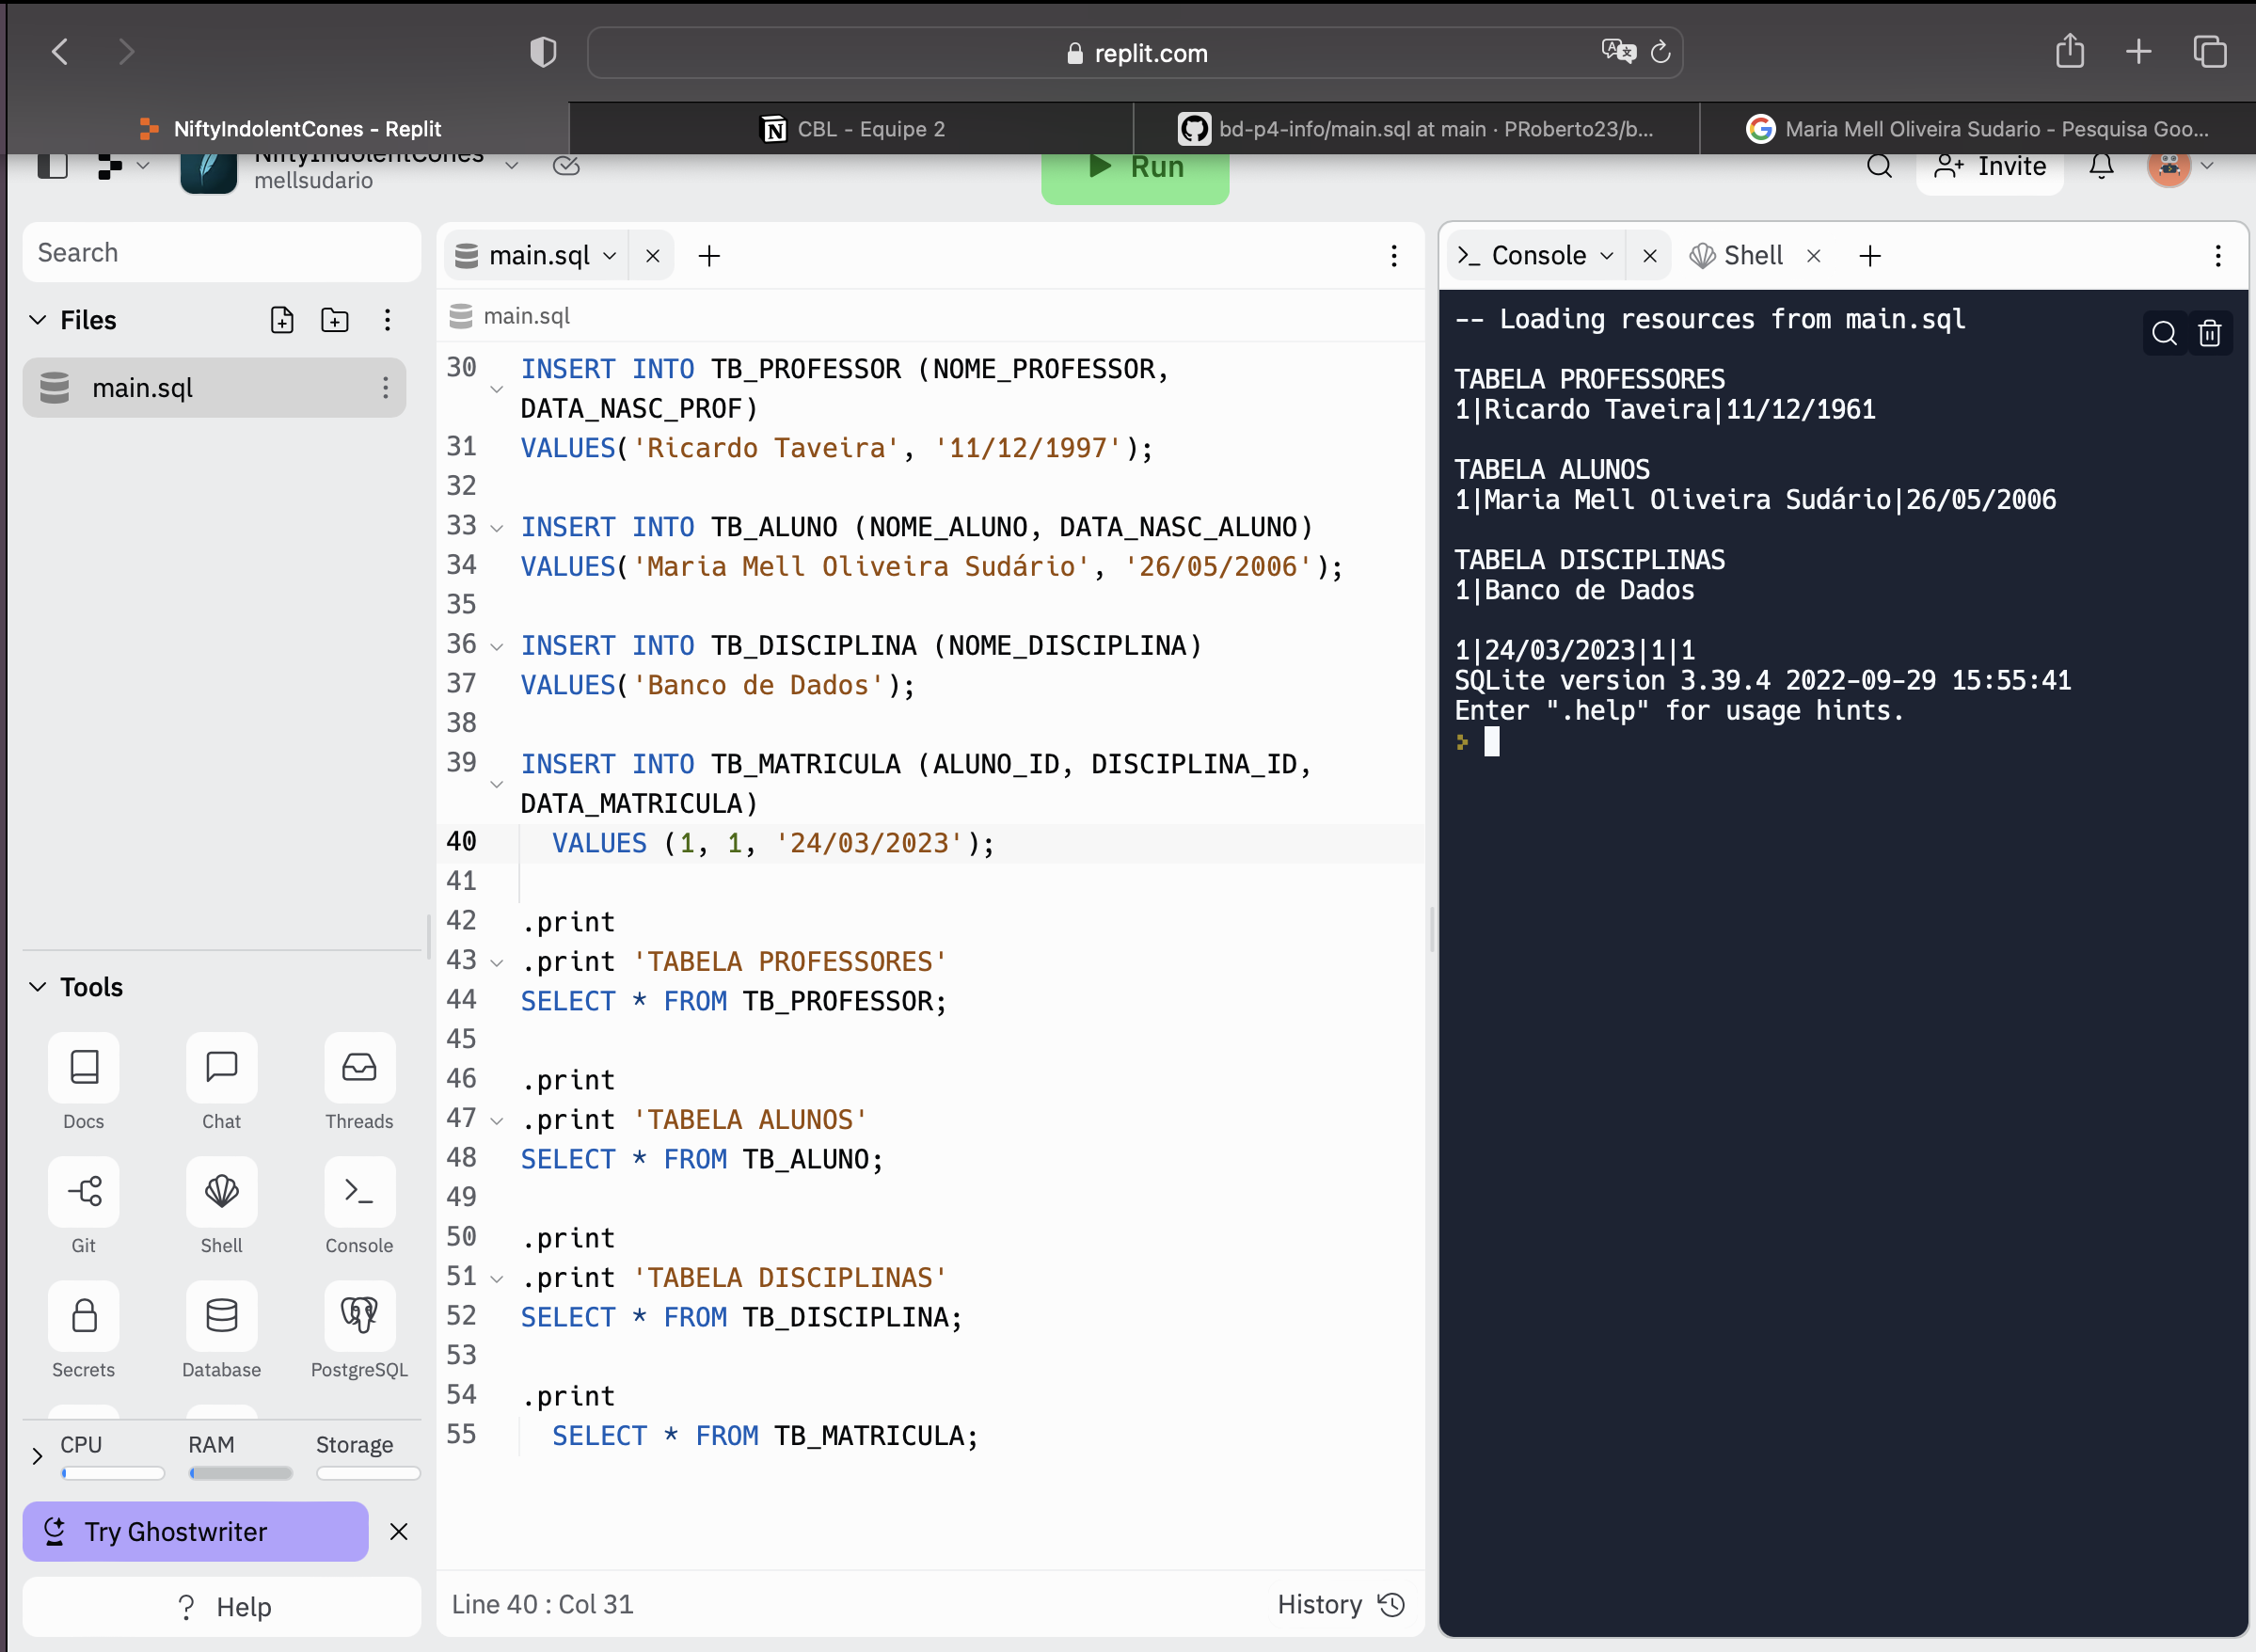 replit.com
NiftyIndolentCones - Replit
CBL - Equipe 2
bd-p4-info/main.sql at main · PRoberto23/b...
Maria Mell Oliveira Sudario - Pesquisa Goo...
NiftyIndolentCones
mellsudario
Run
Invite
Search
Files
main.sql
main.sql
main.sql
30 INSERT INTO TB_PROFESSOR (NOME_PROFESSOR,
DATA_NASC_PROF)
31 VALUES('Ricardo Taveira', '11/12/1997');
32
33 INSERT INTO TB_ALUNO (NOME_ALUNO, DATA_NASC_ALUNO)
34 VALUES('Maria Mell Oliveira Sudário', '26/05/2006');
35
36 INSERT INTO TB_DISCIPLINA (NOME_DISCIPLINA)
37 VALUES('Banco de Dados');
38
39 INSERT INTO TB_MATRICULA (ALUNO_ID, DISCIPLINA_ID,
DATA_MATRICULA)
40 VALUES (1, 1, '24/03/2023');
41
42 .print
43 .print 'TABELA PROFESSORES'
44 SELECT * FROM TB_PROFESSOR;
45
46 .print
47 .print 'TABELA ALUNOS'
48 SELECT * FROM TB_ALUNO;
49
50 .print
51 .print 'TABELA DISCIPLINAS'
52 SELECT * FROM TB_DISCIPLINA;
53
54 .print
55 SELECT * FROM TB_MATRICULA;
Line 40 : Col 31
History
Console
Shell
-- Loading resources from main.sql
TABELA PROFESSORES
1|Ricardo Taveira|11/12/1961
TABELA ALUNOS
1|Maria Mell Oliveira Sudário|26/05/2006
TABELA DISCIPLINAS
1|Banco de Dados
1|24/03/2023|1|1
SQLite version 3.39.4 2022-09-29 15:55:41
Enter ".help" for usage hints.
Tools
Docs Chat Threads
Git Shell Console
Secrets Database PostgreSQL
CPU RAM Storage
Try Ghostwriter
? Help